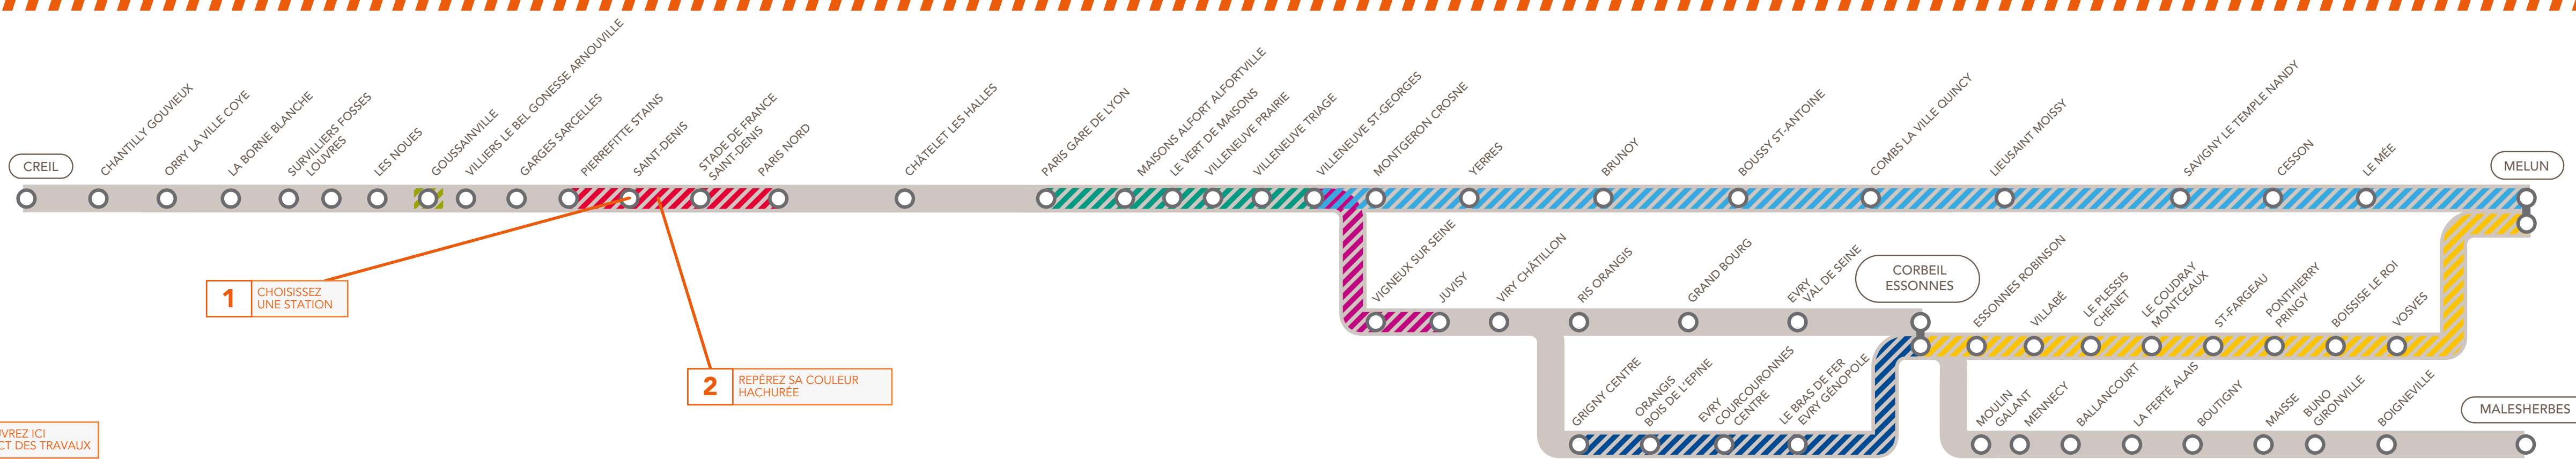 CREIL
CHANTILLY GOUVIEUX
ORRY LA VILLE COYE
LA BORNE BLANCHE
SURVILLIERS FOSSES
LOUVRES
LES NOUES
GOUSSAINVILLE
VILLIERS LE BEL GONESSE ARNOUVILLE
GARGES SARCELLES
PIERREFITTE STAINS
SAINT-DENIS
STADE DE FRANCE
SAINT-DENIS
PARIS NORD
CHÂTELET LES HALLES
PARIS GARE DE LYON
MAISONS ALFORT ALFORTVILLE
LE VERT DE MAISONS
VILLENEUVE PRAIRIE
VILLENEUVE TRIAGE
VILLENEUVE ST-GEORGES
MONTGERON CROSNE
YERRES
BRUNOY
BOUSSY ST-ANTOINE
COMBS LA VILLE QUINCY
LIEUSAINT MOISSY
SAVIGNY LE TEMPLE NANDY
CESSON
LE MÉE
MELUN
VIGNEUX SUR SEINE
JUVISY
VIRY CHÂTILLON
RIS ORANGIS
GRAND BOURG
EVRY
VAL DE SEINE
CORBEIL
ESSONNES
ESSONNES ROBINSON
VILLABÉ
LE PLESSIS
CHENET
LE COUDRAY
MONTCEAUX
ST-FARGEAU
PONTHIERRY
PRINGY
BOISSISE LE ROI
VOSVES
1
CHOISISSEZ
UNE STATION
2
REPÉREZ SA COULEUR
HACHURÉE
GRIGNY CENTRE
ORANGIS
BOIS DE L'EPINE
EVRY
COURCOURONNES
CENTRE
LE BRAS DE FER
EVRY GÉNOPOLE
MOULIN
GALANT
MENNECY
BALLANCOURT
LA FERTÉ ALAIS
BOUTIGNY
MAISSE
BUNO
GIRONVILLE
BOIGNEVILLE
MALESHERBES
VREZ ICI
CT DES TRAVAUX